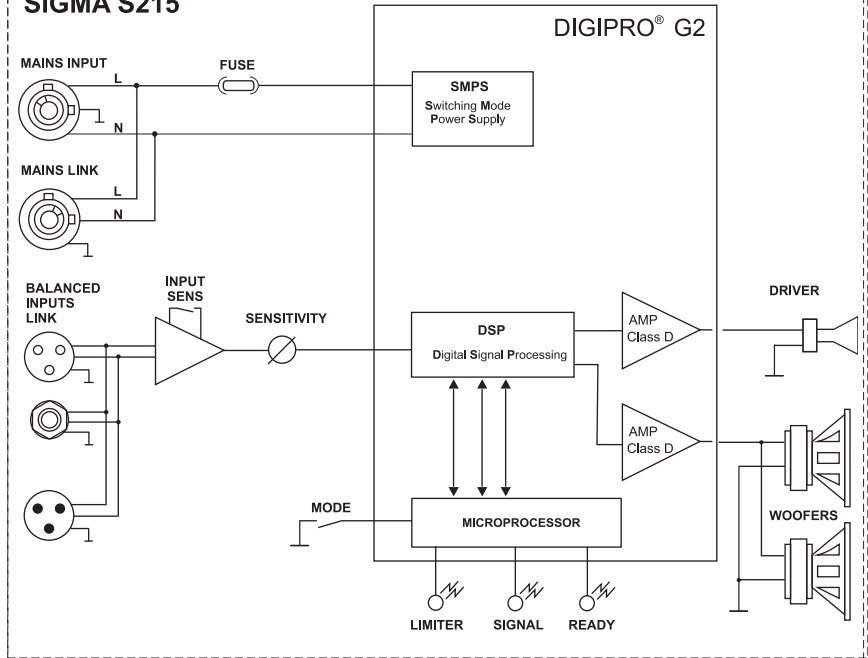 SIGMA S215
DIGIPRO® G2
MAINS INPUT
L
FUSE
SMPS
Switching Mode
Power Supply
N
MAINS LINK
L
N
BALANCED
INPUTS
LINK
INPUT
SENS
SENSITIVITY
DSP
Digital Signal Processing
AMP
Class D
DRIVER
AMP
Class D
MODE
MICROPROCESSOR
WOOFERS
LIMITER
SIGNAL
READY